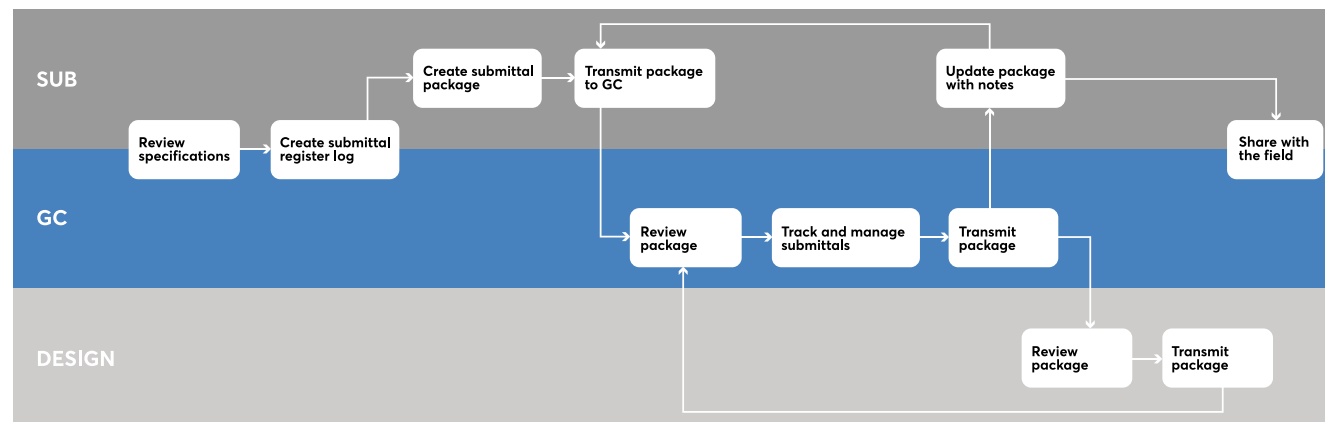 SUB
Create submittal
package
Transmit package
to GC
Update package
with notes
Review
specifications
Create submittal
register log
Share with
the field
GC
Review
package
Track and manage
submittals
Transmit
package
DESIGN
Review
package
Transmit
package